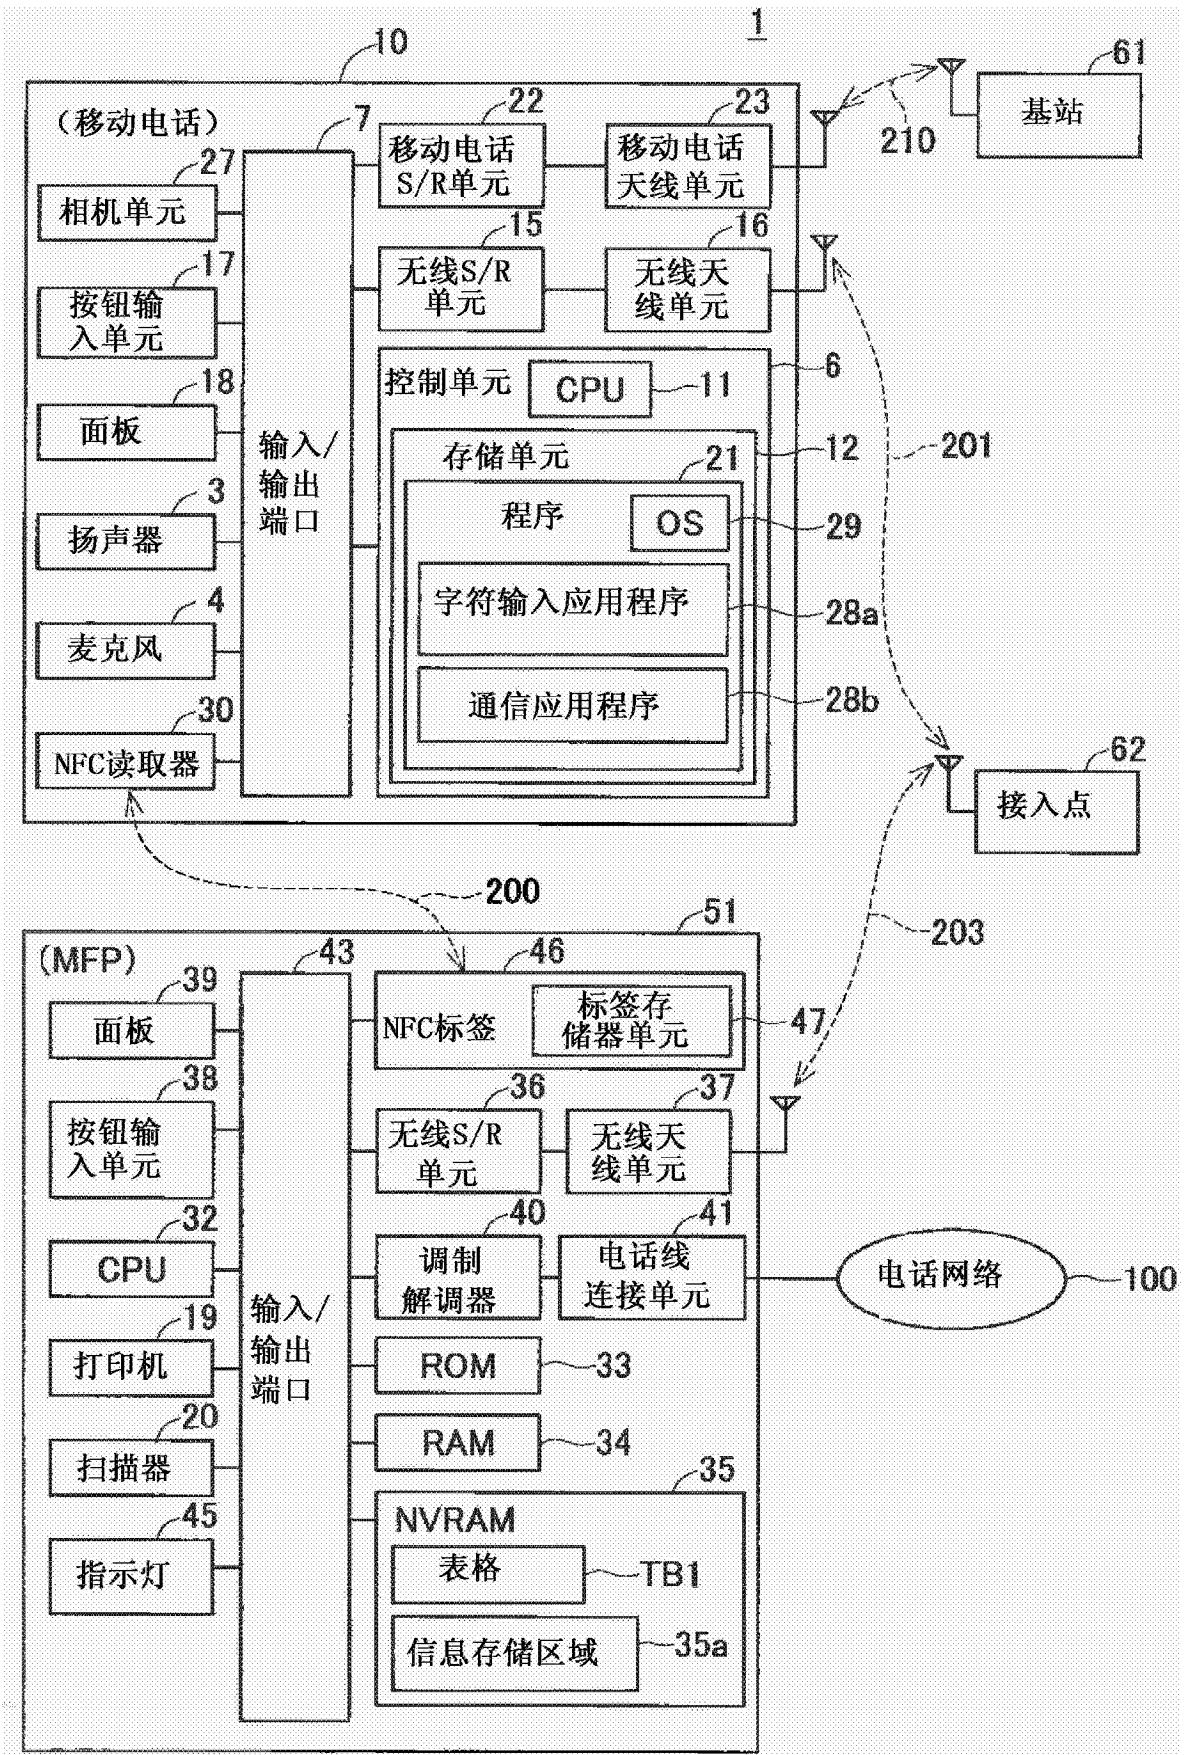 1
10
61
(移动电话)
7
22
23
基站
210
移动电话
S/R单元
移动电话
天线单元
27
相机单元
15
16
无线S/R
单元
无线天
线单元
17
按钮输
入单元
6
控制单元
CPU
11
18
面板
输入/
输出
端口
12
存储单元
21
201
程序
OS
29
3
扬声器
字符输入应用程序
28a
4
麦克风
通信应用程序
28b
30
NFC读取器
62
接入点
200
203
51
(MFP)
43
46
39
面板
NFC标签
标签存
储器单元
47
38
按钮输
入单元
36
37
无线S/R
单元
无线天
线单元
32
CPU
40
41
调制
解调器
电话线
连接单元
电话网络
100
输入/
输出
端口
19
打印机
ROM
33
20
扫描器
RAM
34
35
NVRAM
45
指示灯
表格
TB1
信息存储区域
35a